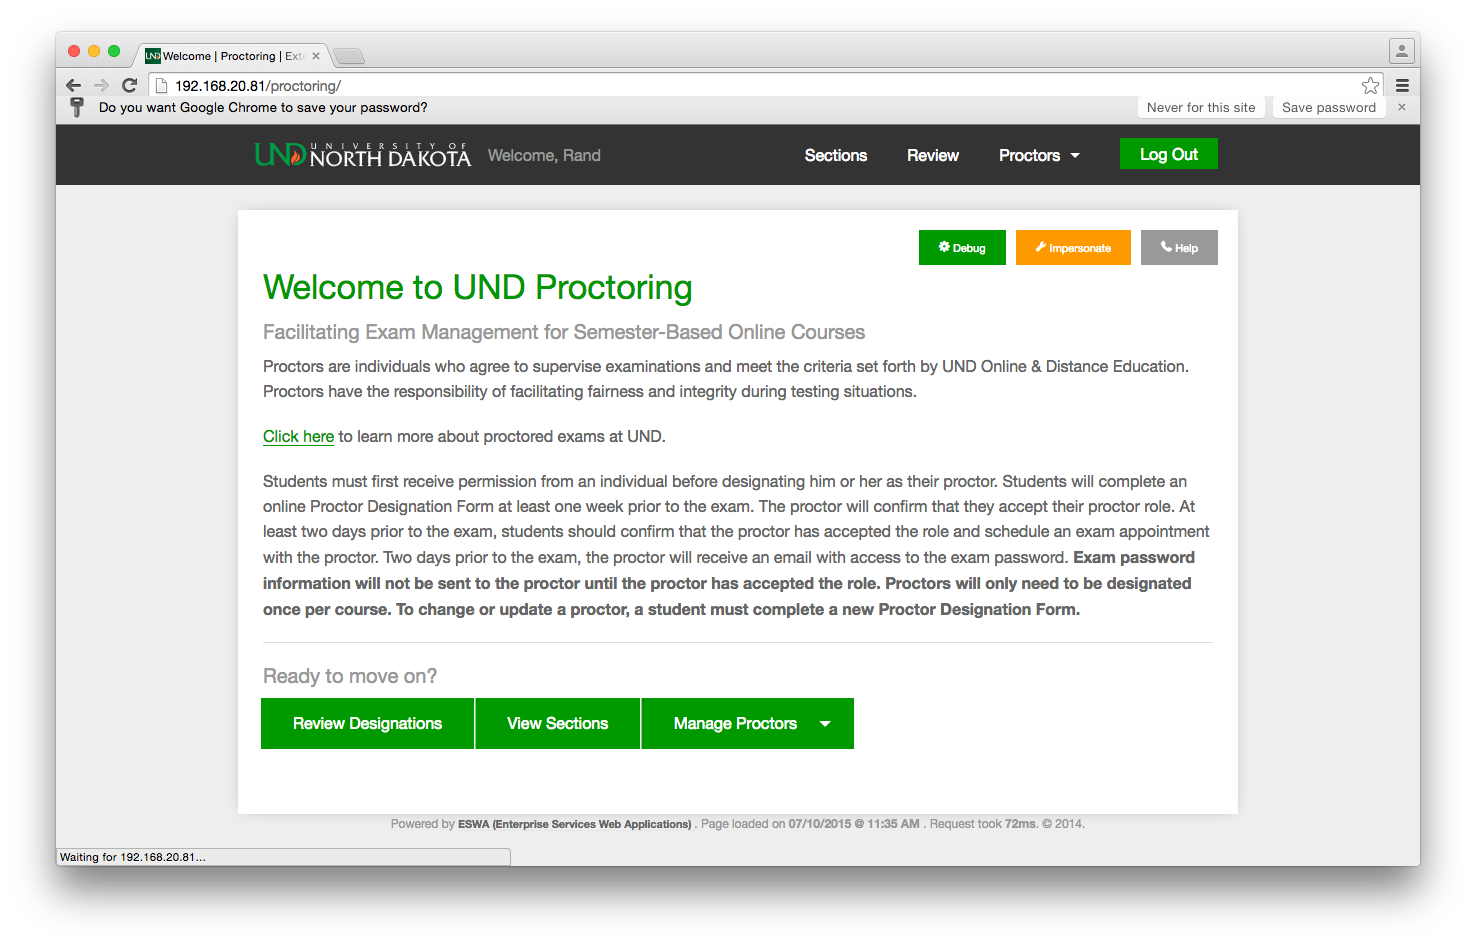 UND Welcome | Proctoring | Exte
192.168.20.81/proctoring/
Do you want Google Chrome to save your password? Never for this site Save password
UND UNIVERSITY OF NORTH DAKOTA Welcome, Rand Sections Review Proctors Log Out
Debug Impersonate Help
Welcome to UND Proctoring
Facilitating Exam Management for Semester-Based Online Courses
Proctors are individuals who agree to supervise examinations and meet the criteria set forth by UND Online & Distance Education.
Proctors have the responsibility of facilitating fairness and integrity during testing situations.
Click here to learn more about proctored exams at UND.
Students must first receive permission from an individual before designating him or her as their proctor. Students will complete an
online Proctor Designation Form at least one week prior to the exam. The proctor will confirm that they accept their proctor role. At
least two days prior to the exam, students should confirm that the proctor has accepted the role and schedule an exam appointment
with the proctor. Two days prior to the exam, the proctor will receive an email with access to the exam password. Exam password
information will not be sent to the proctor until the proctor has accepted the role. Proctors will only need to be designated
once per course. To change or update a proctor, a student must complete a new Proctor Designation Form.
Ready to move on?
Review Designations View Sections Manage Proctors
Powered by ESWA (Enterprise Services Web Applications) . Page loaded on 07/10/2015 @ 11:35 AM . Request took 72ms. © 2014.
Waiting for 192.168.20.81...